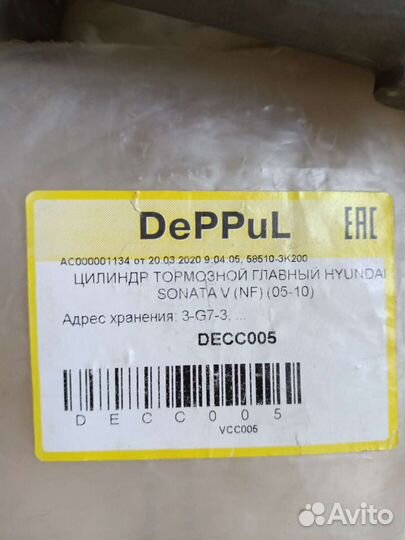 DePPuL
EAC
AC000001134 от 20.03.2020 9:04:05, 58510-3K200
ЦИЛИНДР ТОРМОЗНОЙ ГЛАВНЫЙ HYUNDAI
SONATA V (NF) (05-10)
Адрес хранения: 3-G7-3, ...
DECC005
DECC005
VCC005
Avito